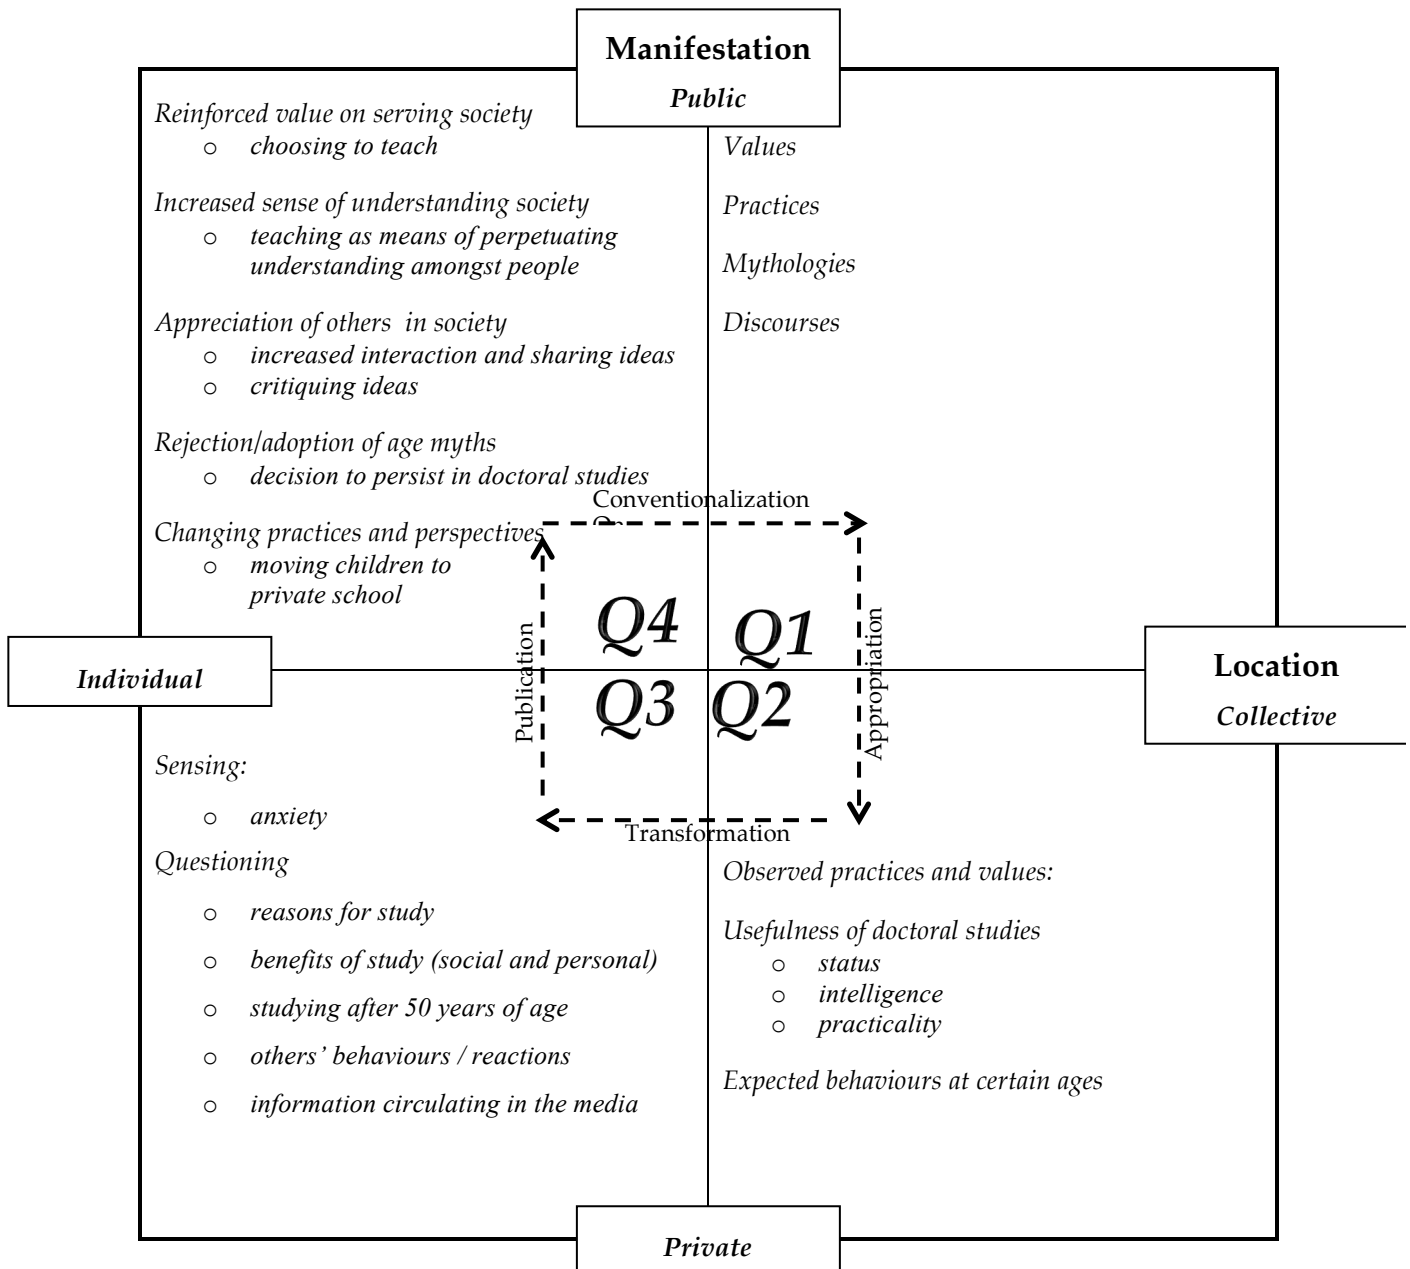 Manifestation
Public
Reinforced value on serving society
o choosing to teach
Increased sense of understanding society
o teaching as means of perpetuating
understanding amongst people
Appreciation of others in society
o increased interaction and sharing ideas
o critiquing ideas
Rejection/adoption of age myths
o decision to persist in doctoral studies
Changing practices and perspectives
o moving children to
private school
Values
Practices
Mythologies
Discourses
Conventionalization
Publication
Appropriation
Transformation
Q4
Q1
Q3
Q2
Individual
Location
Collective
Sensing:
o anxiety
Questioning
o reasons for study
o benefits of study (social and personal)
o studying after 50 years of age
o others’ behaviours / reactions
o information circulating in the media
Observed practices and values:
Usefulness of doctoral studies
o status
o intelligence
o practicality
Expected behaviours at certain ages
Private